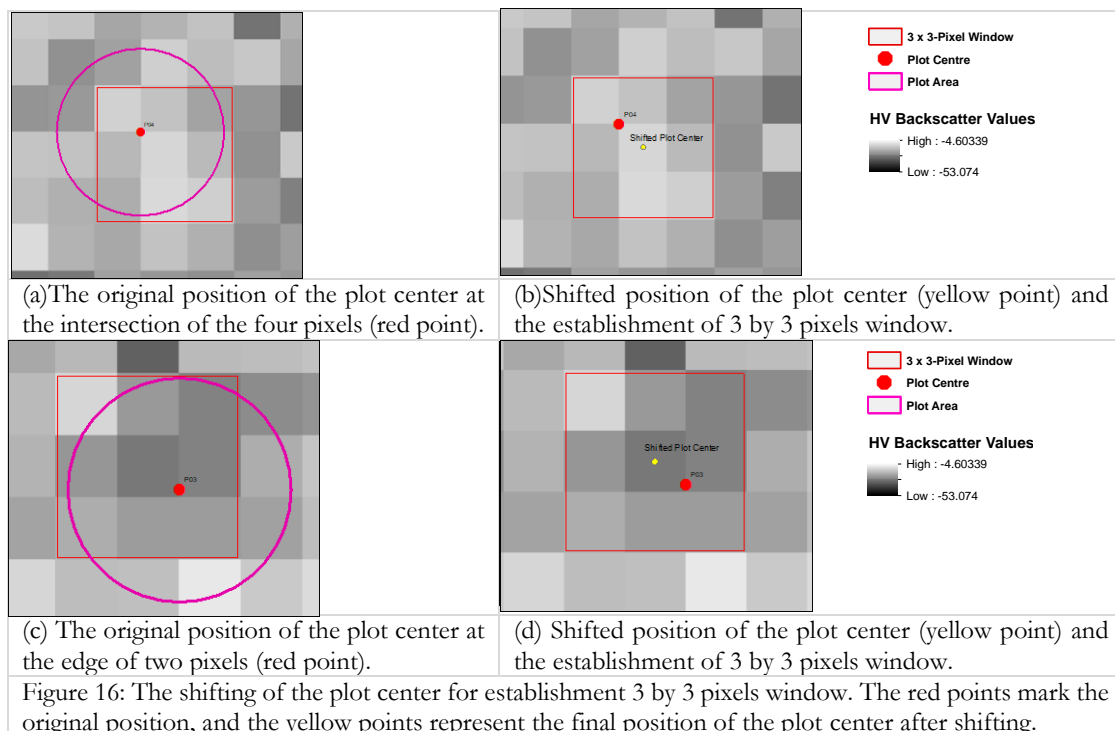 P04
P04
Shifted Plot Center
3 x 3-Pixel Window
Plot Centre
Plot Area
HV Backscatter Values
High : -4.60339
Low : -53.074
(a)The original position of the plot center at
the intersection of the four pixels (red point).
(b)Shifted position of the plot center (yellow point) and
the establishment of 3 by 3 pixels window.
P03
Shifted Plot Center
P03
3 x 3-Pixel Window
Plot Centre
Plot Area
HV Backscatter Values
High : -4.60339
Low : -53.074
(c) The original position of the plot center at
the edge of two pixels (red point).
(d) Shifted position of the plot center (yellow point) and
the establishment of 3 by 3 pixels window.
Figure 16: The shifting of the plot center for establishment 3 by 3 pixels window. The red points mark the
original position, and the yellow points represent the final position of the plot center after shifting.